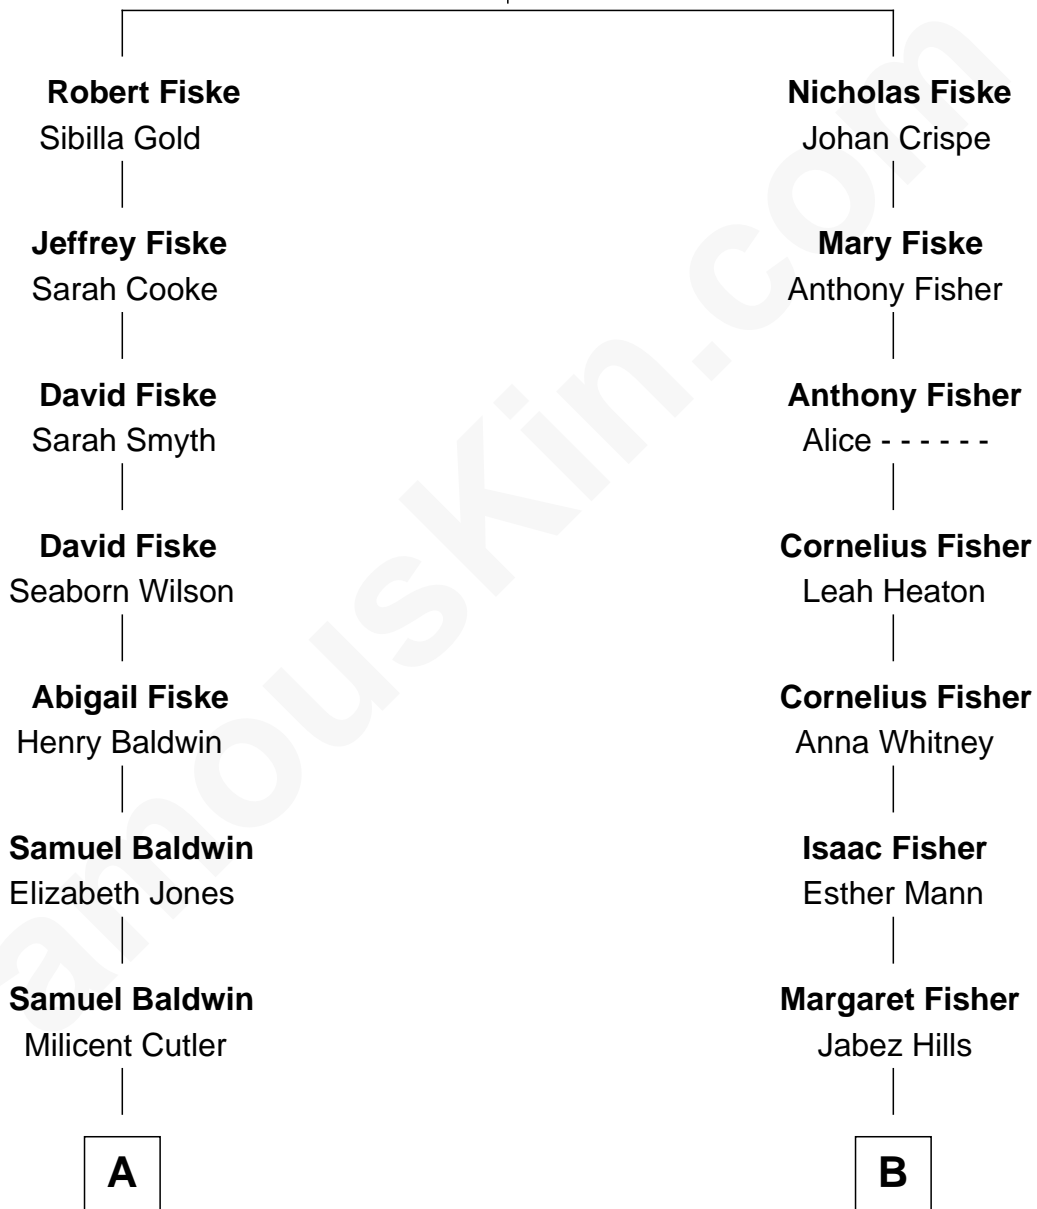 Robert Fiske
Sibilla Gold
Jeffrey Fiske
Sarah Cooke
David Fiske
Sarah Smyth
David Fiske
Seaborn Wilson
Abigail Fiske
Henry Baldwin
Samuel Baldwin
Elizabeth Jones
Samuel Baldwin
Milicent Cutler
A
Nicholas Fiske
Johan Crispe
Mary Fiske
Anthony Fisher
Anthony Fisher
Alice - - - - - -
Cornelius Fisher
Leah Heaton
Cornelius Fisher
Anna Whitney
Isaac Fisher
Esther Mann
Margaret Fisher
Jabez Hills
B
amouskin.com